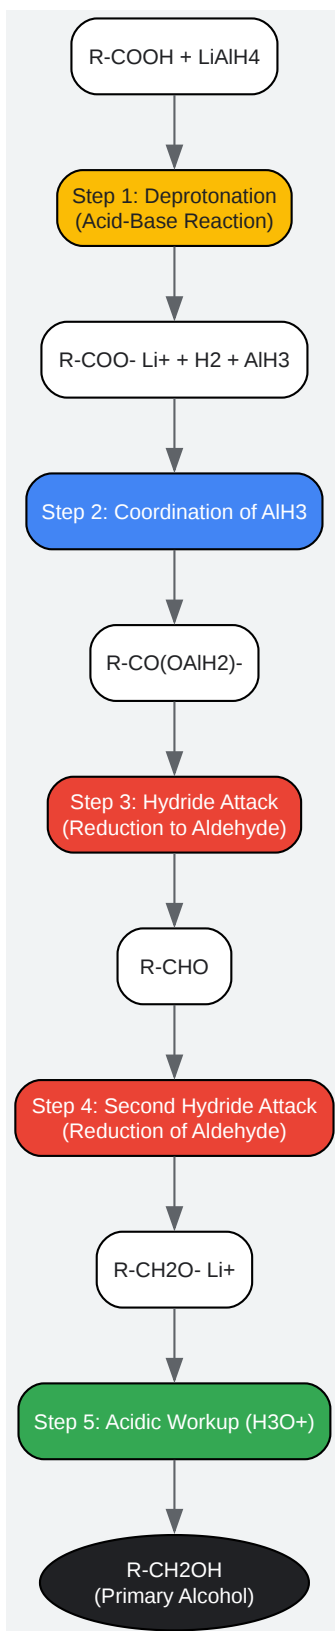 R-COOH + LiAlH4
Step 1: Deprotonation
(Acid-Base Reaction)
R-COO- Li+ + H2 + AlH3
Step 2: Coordination of AlH3
R-CO(OAlH2)-
Step 3: Hydride Attack
(Reduction to Aldehyde)
R-CHO
Step 4: Second Hydride Attack
(Reduction of Aldehyde)
R-CH2O- Li+
Step 5: Acidic Workup (H3O+)
R-CH2OH
(Primary Alcohol)